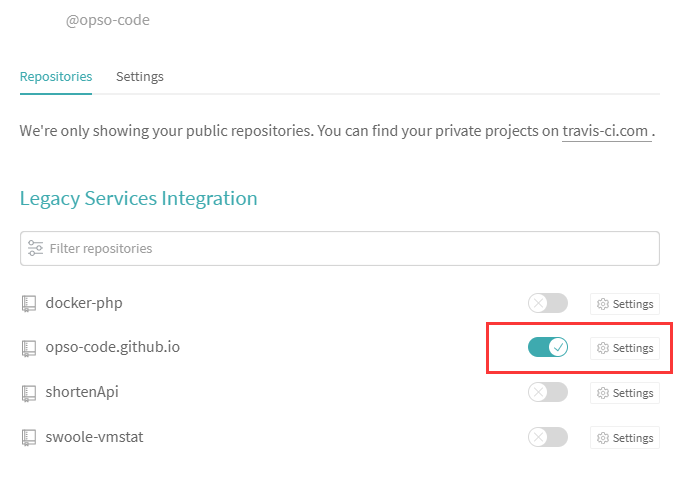 @opso-code
Repositories Settings
We're only showing your public repositories. You can find your private projects on travis-ci.com .
Legacy Services Integration
Filter repositories
docker-php Settings
opso-code.github.io Settings
shortenApi Settings
swoole-vmstat Settings